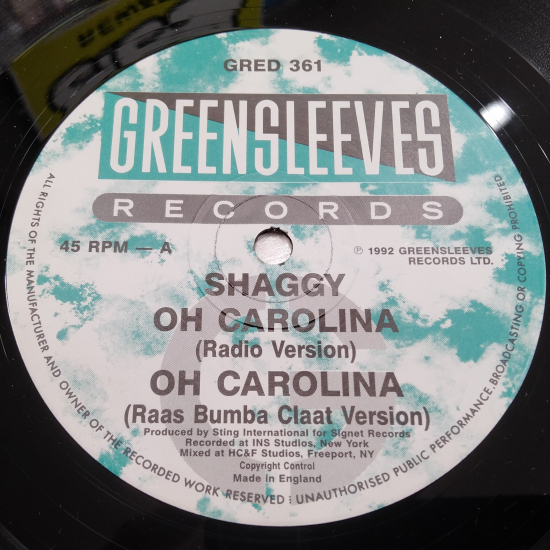 GRED 361
GREENSLEEVES
RECORDS
45 RPM — A
℗ 1992 GREENSLEEVES
RECORDS LTD.
SHAGGY
OH CAROLINA
(Radio Version)
OH CAROLINA
(Raas Bumba Claat Version)
Produced by Sting International for Signet Records
Recorded at INS Studios, New York
Mixed at HC&F Studios, Freeport, NY
Copyright Control
Made in England
ALL RIGHTS OF THE MANUFACTURER AND OWNER OF THE RECORDED WORK RESERVED : UNAUTHORISED PUBLIC PERFORMANCE. BROADCASTING OR COPYING PROHIBITED